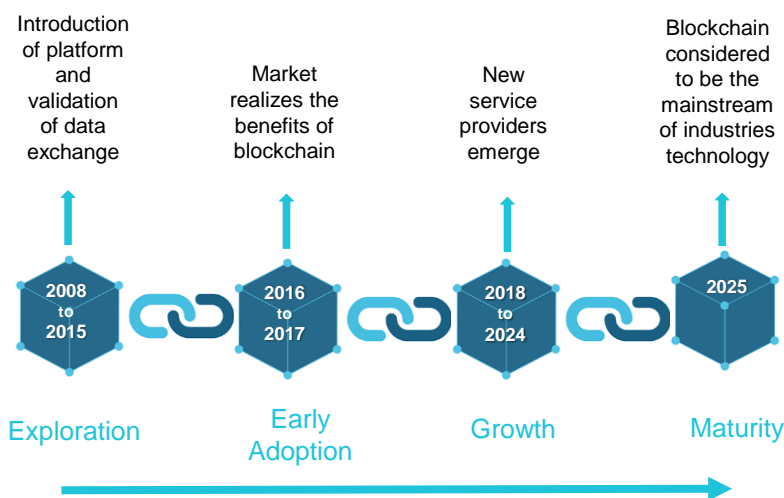 Introduction
of platform
and
validation
of data
exchange
Market
realizes the
benefits of
blockchain
New
service
providers
emerge
Blockchain
considered
to be the
mainstream
of industries
technology
2008
to
2015
2016
to
2017
2018
to
2024
2025
Exploration
Early
Adoption
Growth
Maturity